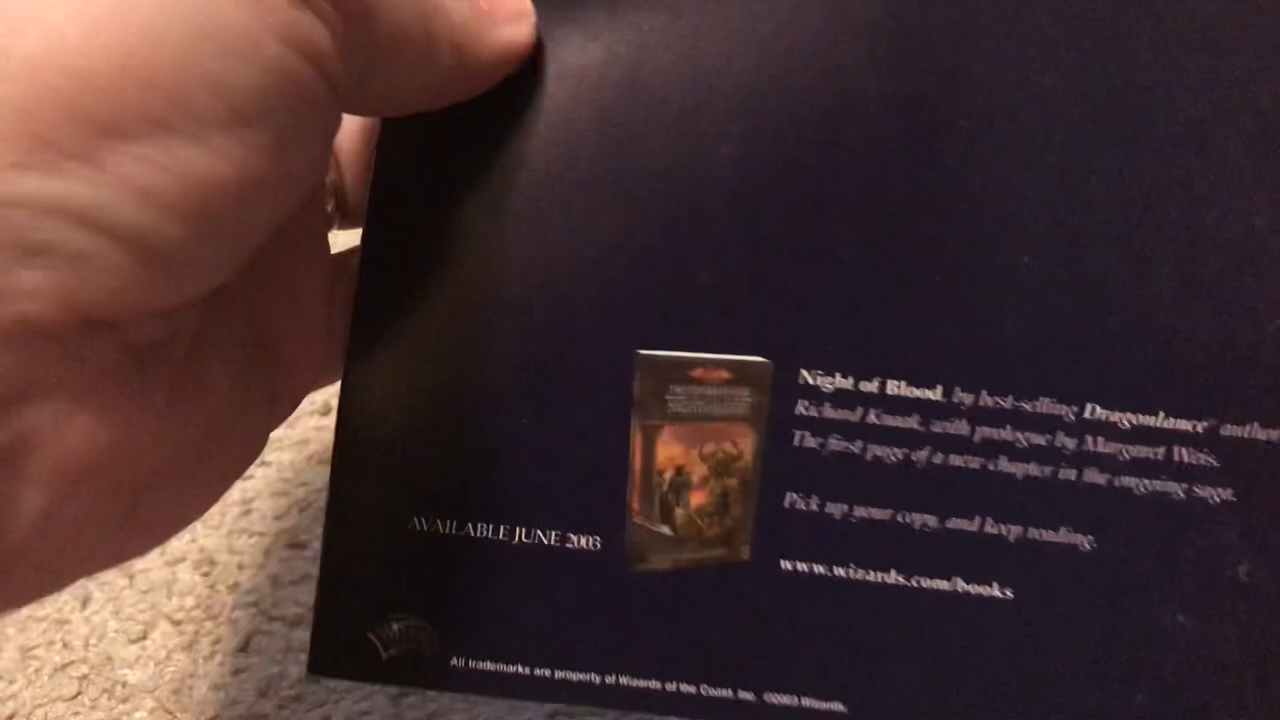 Night of Blood, by best-selling Dragonlance® author
Richard Knaak, with prologue by Margaret Weis.
The first page of a new chapter in the ongoing saga.
Pick up your copy, and keep reading.
AVAILABLE JUNE 2003
www.wizards.com/books
All trademarks are property of Wizards of the Coast, Inc. ©2003 Wizards.